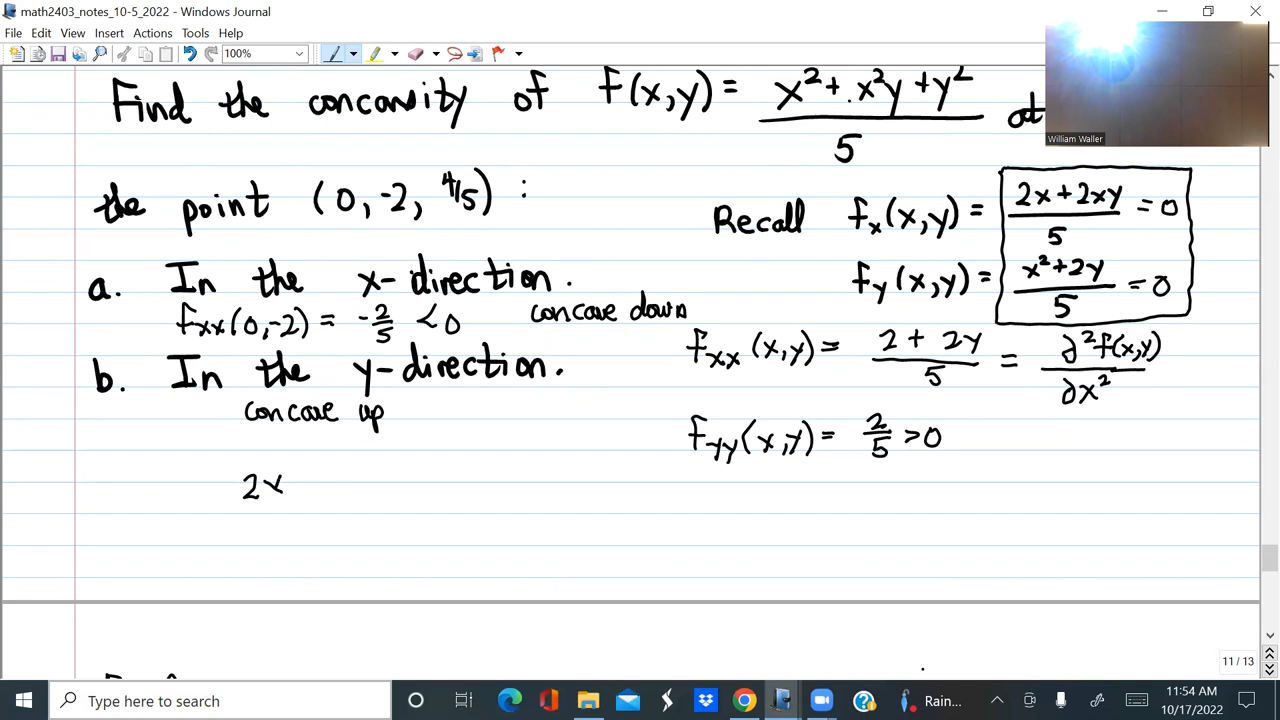 math2403_notes_10-5_2022 - Windows Journal
File Edit View Insert Actions Tools Help
100%
William Waller
Find the concavity of f(x,y) = (x² + x²y + y²)/5 at
the point (0, -2, 4/5) :
Recall f_x(x,y) = (2x + 2xy)/5 = 0
f_y(x,y) = (x² + 2y)/5 = 0
a. In the x-direction.
f_xx(0,-2) = -2/5 < 0 concave down
f_xx(x,y) = (2 + 2y)/5 = ∂²f(x,y)/∂x²
b. In the y-direction.
concave up
f_yy(x,y) = 2/5 > 0
2x
11 / 13
Type here to search
Rain...
11:54 AM
10/17/2022